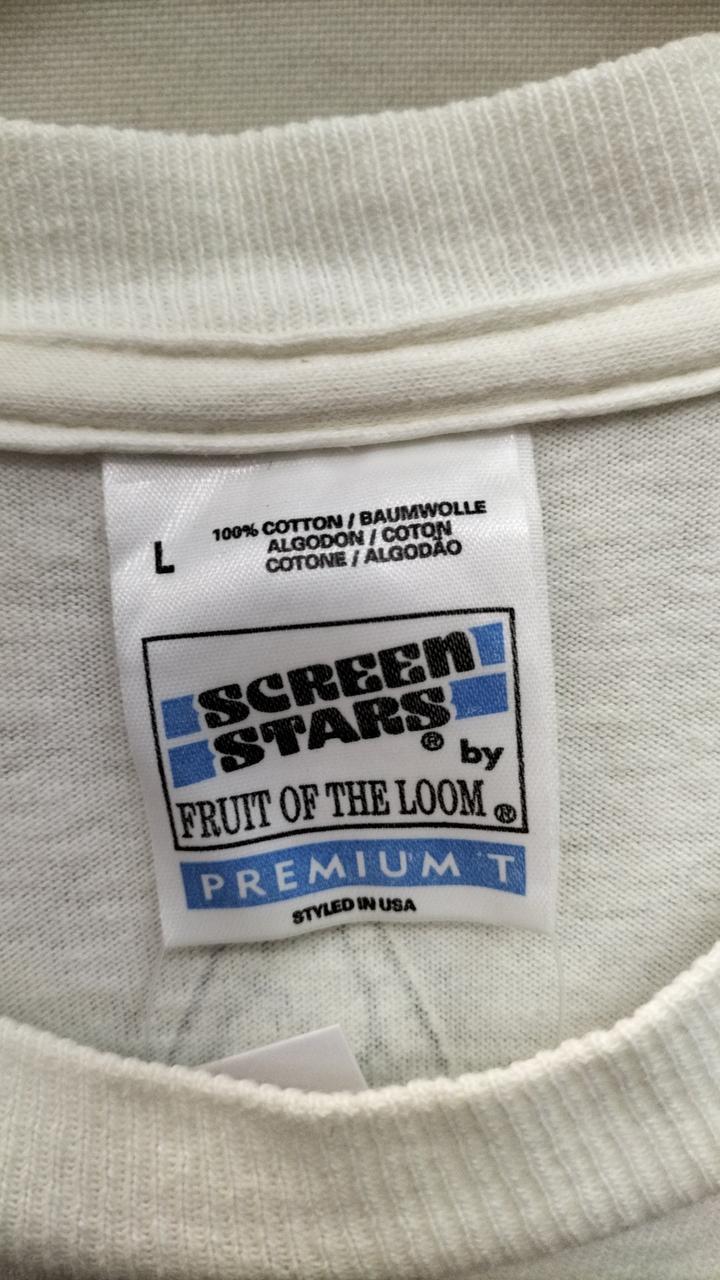 L
100% COTTON / BAUMWOLLE
ALGODON / COTON
COTONE / ALGODÃO
SCREEN
STARS® by
FRUIT OF THE LOOM®
PREMIUM T
STYLED IN USA